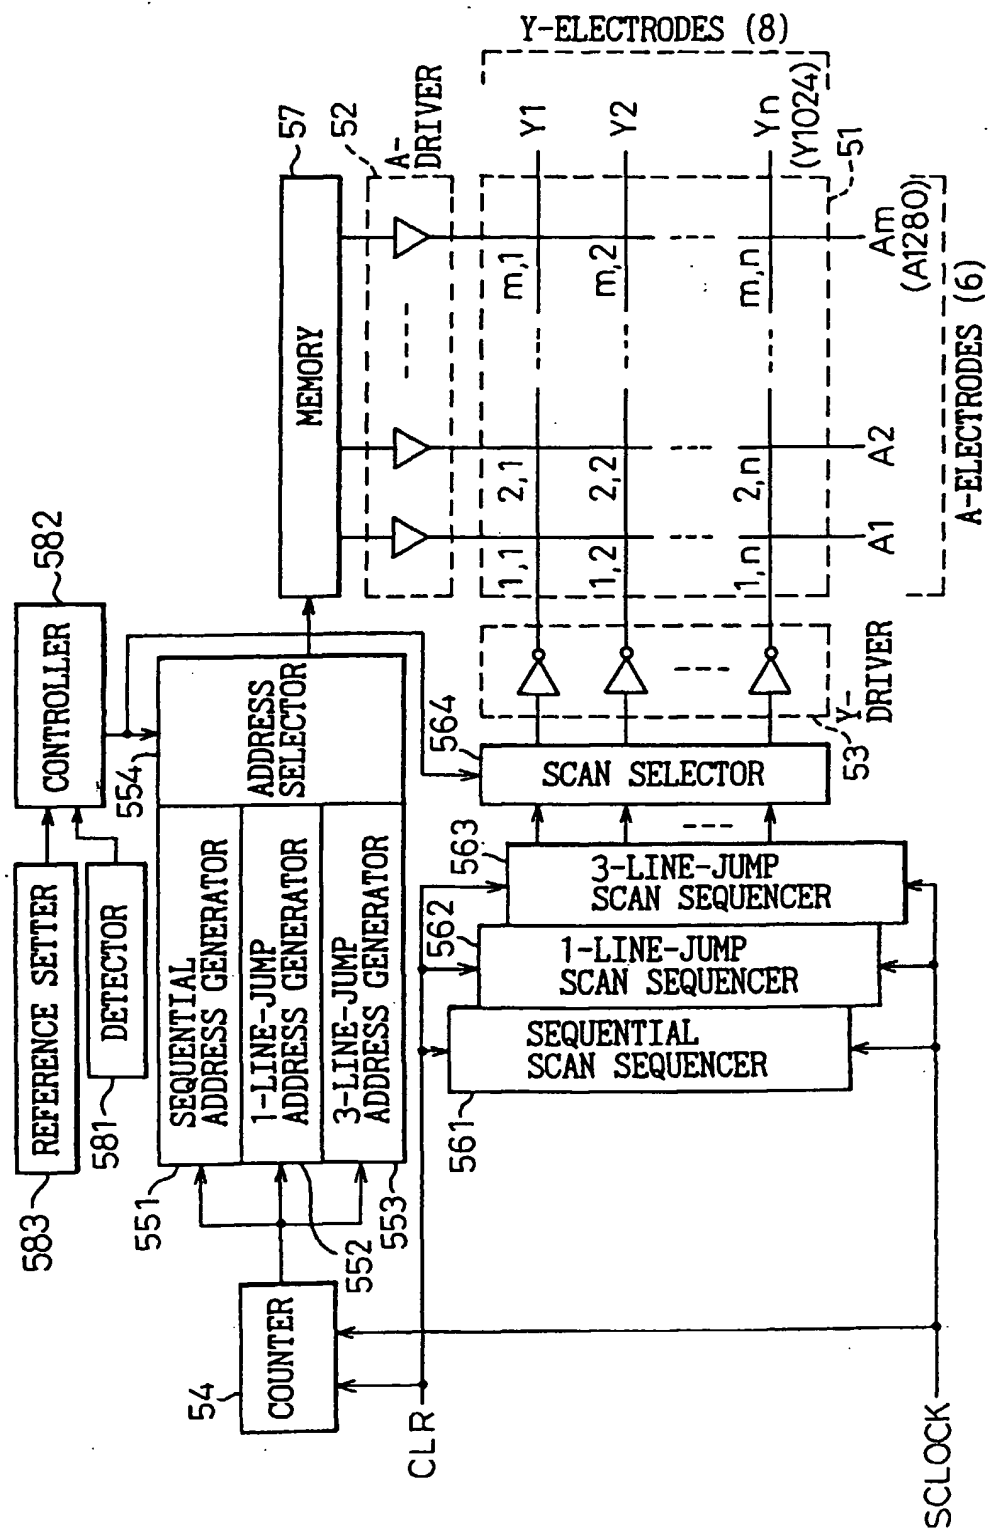 583
REFERENCE SETTER
581
DETECTOR
CONTROLLER
582
551
SEQUENTIAL
ADDRESS GENERATOR
1-LINE-JUMP
ADDRESS GENERATOR
3-LINE-JUMP
ADDRESS GENERATOR
552
553
554
ADDRESS
SELECTOR
54
COUNTER
CLR
SCLOCK
MEMORY
57
52
A-
DRIVER
561
SEQUENTIAL
SCAN SEQUENCER
562
1-LINE-JUMP
SCAN SEQUENCER
563
3-LINE-JUMP
SCAN SEQUENCER
564
SCAN SELECTOR
53
Y-
DRIVER
Y-ELECTRODES (8)
1,1
2,1
m,1
Y1
1,2
2,2
m,2
Y2
1,n
2,n
m,n
Yn
(Y1024)
51
A1
A2
Am
(A1280)
A-ELECTRODES (6)